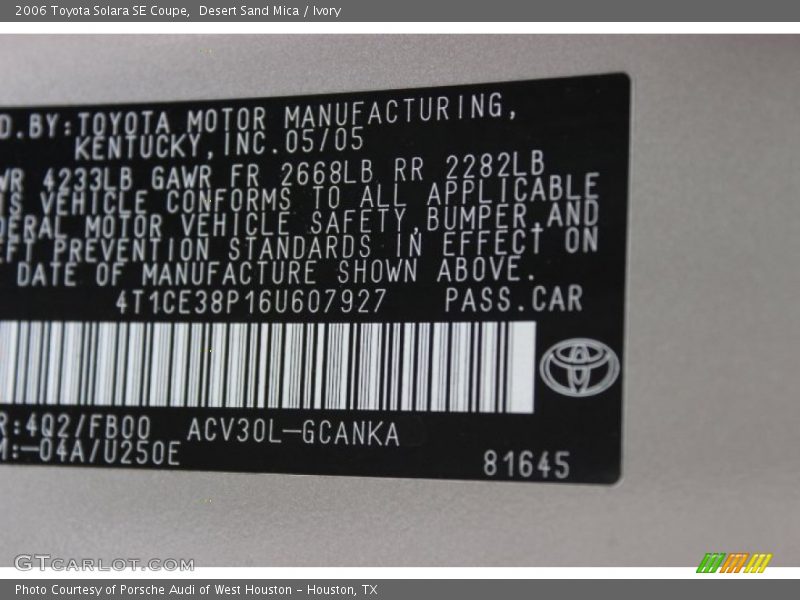 2006 Toyota Solara SE Coupe,  Desert Sand Mica / Ivory
D.BY:TOYOTA MOTOR MANUFACTURING,
KENTUCKY,INC.05/05
WR 4233LB GAWR FR 2668LB RR 2282LB
IS VEHICLE CONFORMS TO ALL APPLICABLE
DERAL MOTOR VEHICLE SAFETY,BUMPER,AND
EFT PREVENTION STANDARDS IN EFFECT ON
DATE OF MANUFACTURE SHOWN ABOVE.
4T1CE38P16U607927 PASS.CAR
R:4Q2/FB00 ACV30L-GCANKA
M:-04A/U250E
81645
GTCARLOT.COM
Photo Courtesy of Porsche Audi of West Houston - Houston, TX